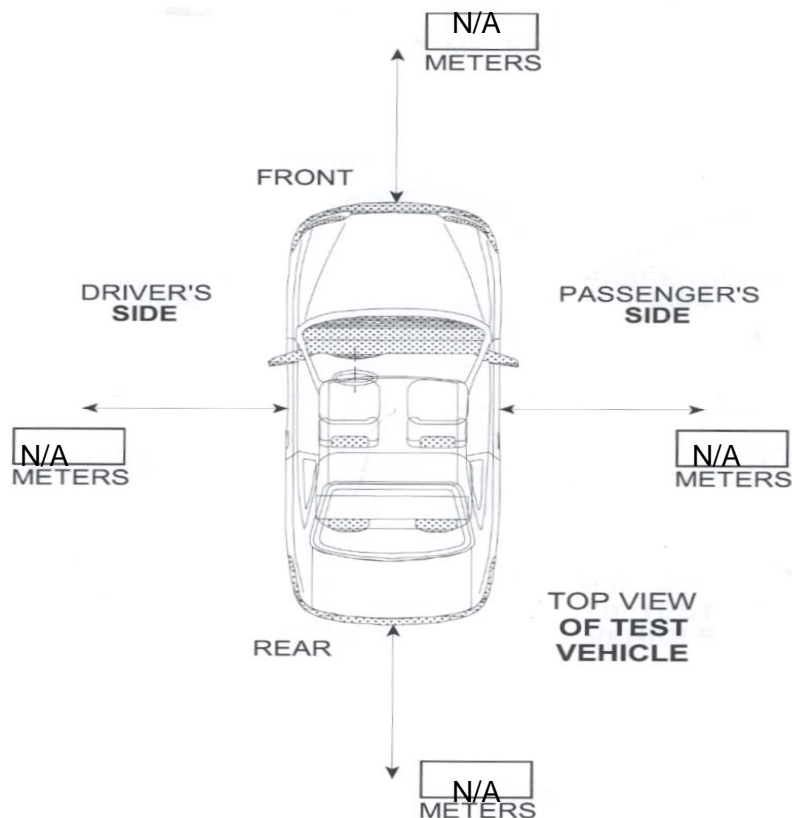 N/A
METERS
FRONT
DRIVER'S
SIDE
PASSENGER'S
SIDE
N/A
METERS
N/A
METERS
TOP VIEW
OF TEST
VEHICLE
REAR
N/A
METERS